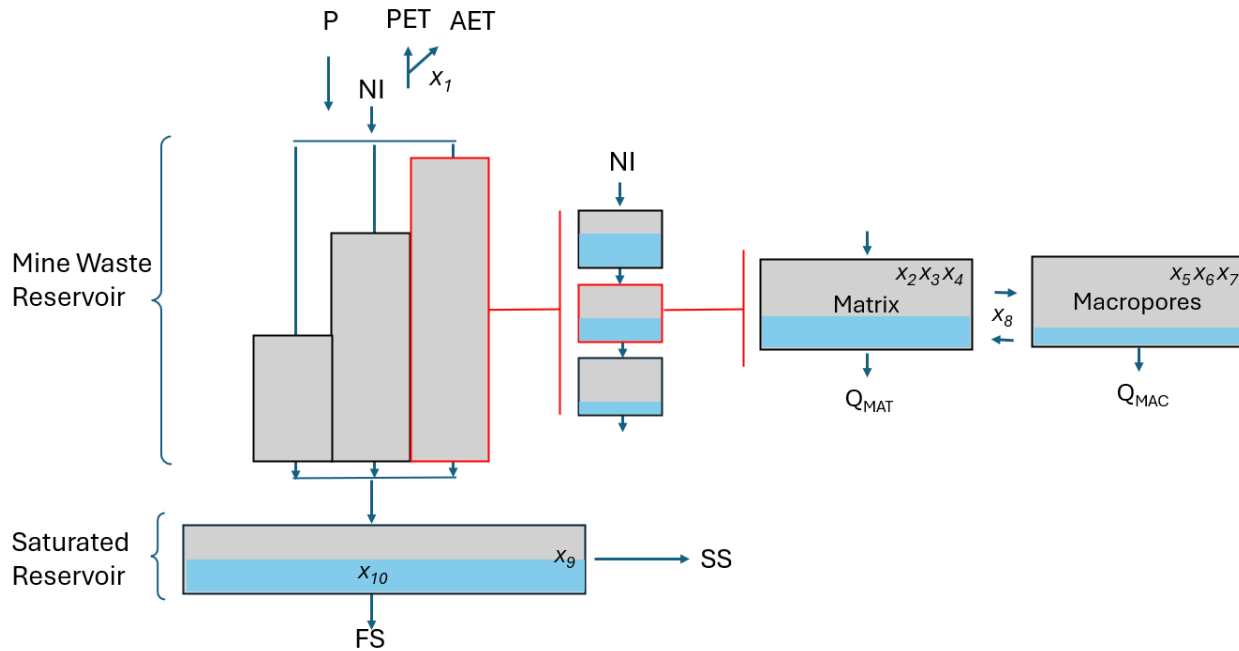 P
PET
AET
x1
NI
Mine Waste
Reservoir
NI
x2x3x4
Matrix
x8
x5x6x7
Macropores
QMAT
QMAC
Saturated
Reservoir
x9
x10
SS
FS